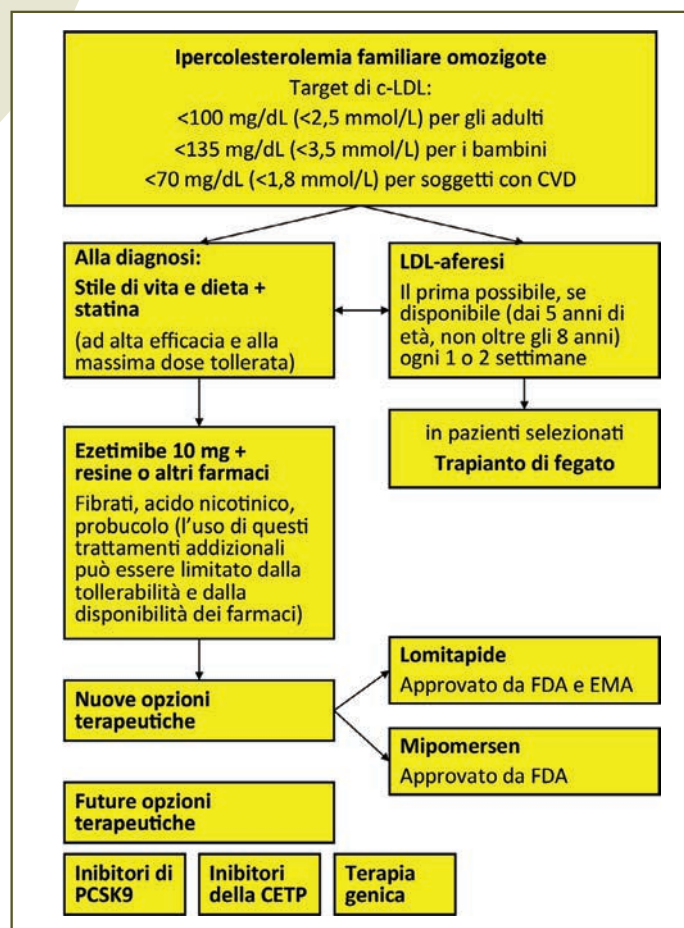 Ipercolesterolemia familiare omozigote
Target di c-LDL:
<100 mg/dL (<2,5 mmol/L) per gli adulti
<135 mg/dL (<3,5 mmol/L) per i bambini
<70 mg/dL (<1,8 mmol/L) per soggetti con CVD
Alla diagnosi:
Stile di vita e dieta +
statina
(ad alta efficacia e alla
massima dose tollerata)
LDL-aferesi
Il prima possibile, se
disponibile (dai 5 anni di
età, non oltre gli 8 anni)
ogni 1 o 2 settimane
Ezetimibe 10 mg +
resine o altri farmaci
Fibrati, acido nicotinico,
probucolo (l’uso di questi
trattamenti addizionali
può essere limitato dalla
tollerabilità e dalla
disponibilità dei farmaci)
in pazienti selezionati
Trapianto di fegato
Nuove opzioni
terapeutiche
Lomitapide
Approvato da FDA e EMA
Mipomersen
Approvato da FDA
Future opzioni
terapeutiche
Inibitori di
PCSK9
Inibitori
della CETP
Terapia
genica